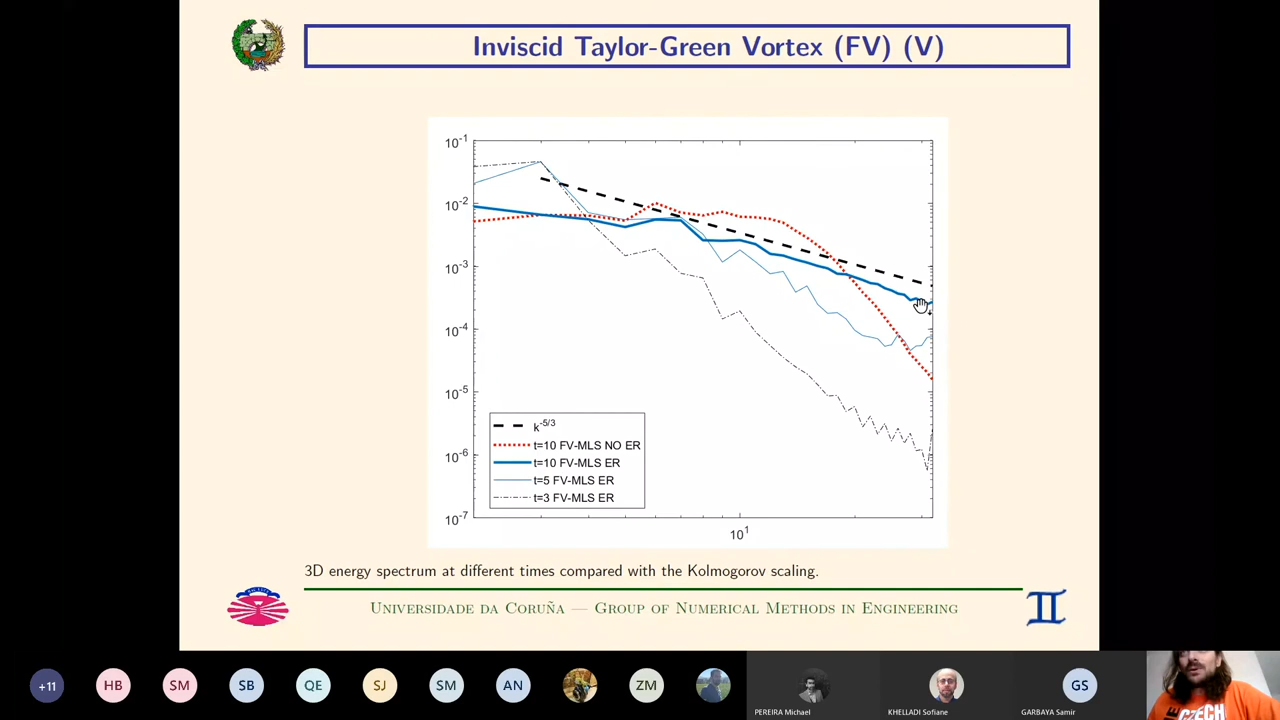 Inviscid Taylor-Green Vortex (FV) (V)
10-1
10-2
10-3
10-4
10-5
10-6
10-7
k-5/3
t=10 FV-MLS NO ER
t=10 FV-MLS ER
t=5 FV-MLS ER
t=3 FV-MLS ER
101
3D energy spectrum at different times compared with the Kolmogorov scaling.
Universidade da Coruña — Group of Numerical Methods in Engineering
+11
HB
SM
SB
QE
SJ
SM
AN
ZM
PEREIRA Michael
KHELLADI Sofiane
GS
GARBAYA Samir
CZECH